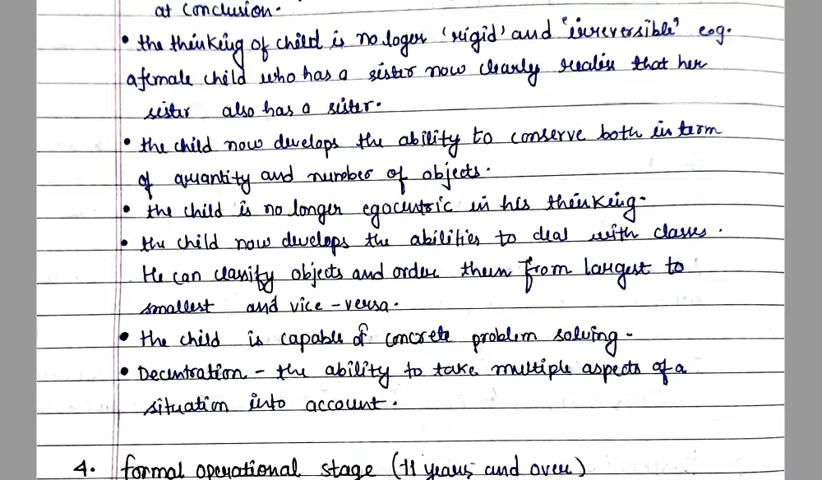 at conclusion.
• the thinking of child is no loger 'rigid' and "irreversible" eog.
a female child who has a sister now clearly realin that her
sister also has a sister.
• the child now develops the ability to conserve both in term
of quantity and number of objects.
• the child is no longer egocentric in his thinking.
• the child now develops the abilities to deal with classes.
He can classify objects and order them from largest to
smallest and vice-versa.
• the child is capable of concrete problem solving -
• Decentration - the ability to take multiple aspects of a
situation into account.
4. formal operational stage (11 years and over)